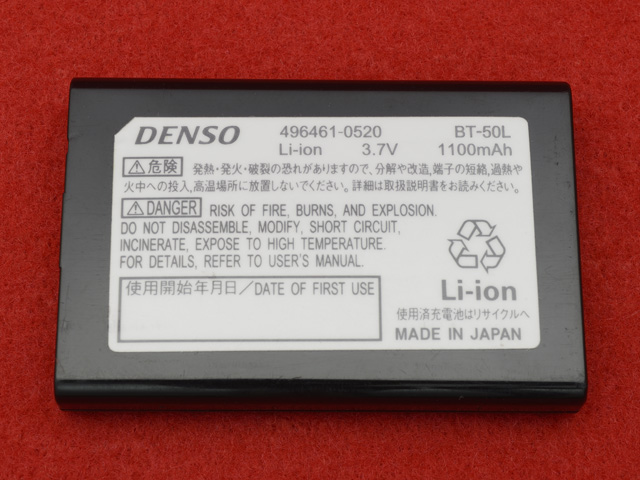 DENSO 496461-0520 BT-50L
Li-ion 3.7V 1100mAh
⚠危険 発熱・発火・破裂の恐れがありますので、分解や改造、端子の短絡、過熱や
火中への投入、高温場所に放置しないでください。詳細は取扱説明書をお読みください。
⚠DANGER RISK OF FIRE, BURNS, AND EXPLOSION.
DO NOT DISASSEMBLE, MODIFY, SHORT CIRCUIT,
INCINERATE, EXPOSE TO HIGH TEMPERATURE.
FOR DETAILS, REFER TO USER'S MANUAL.
使用開始年月日/DATE OF FIRST USE
Li-ion
使用済充電池はリサイクルへ
MADE IN JAPAN